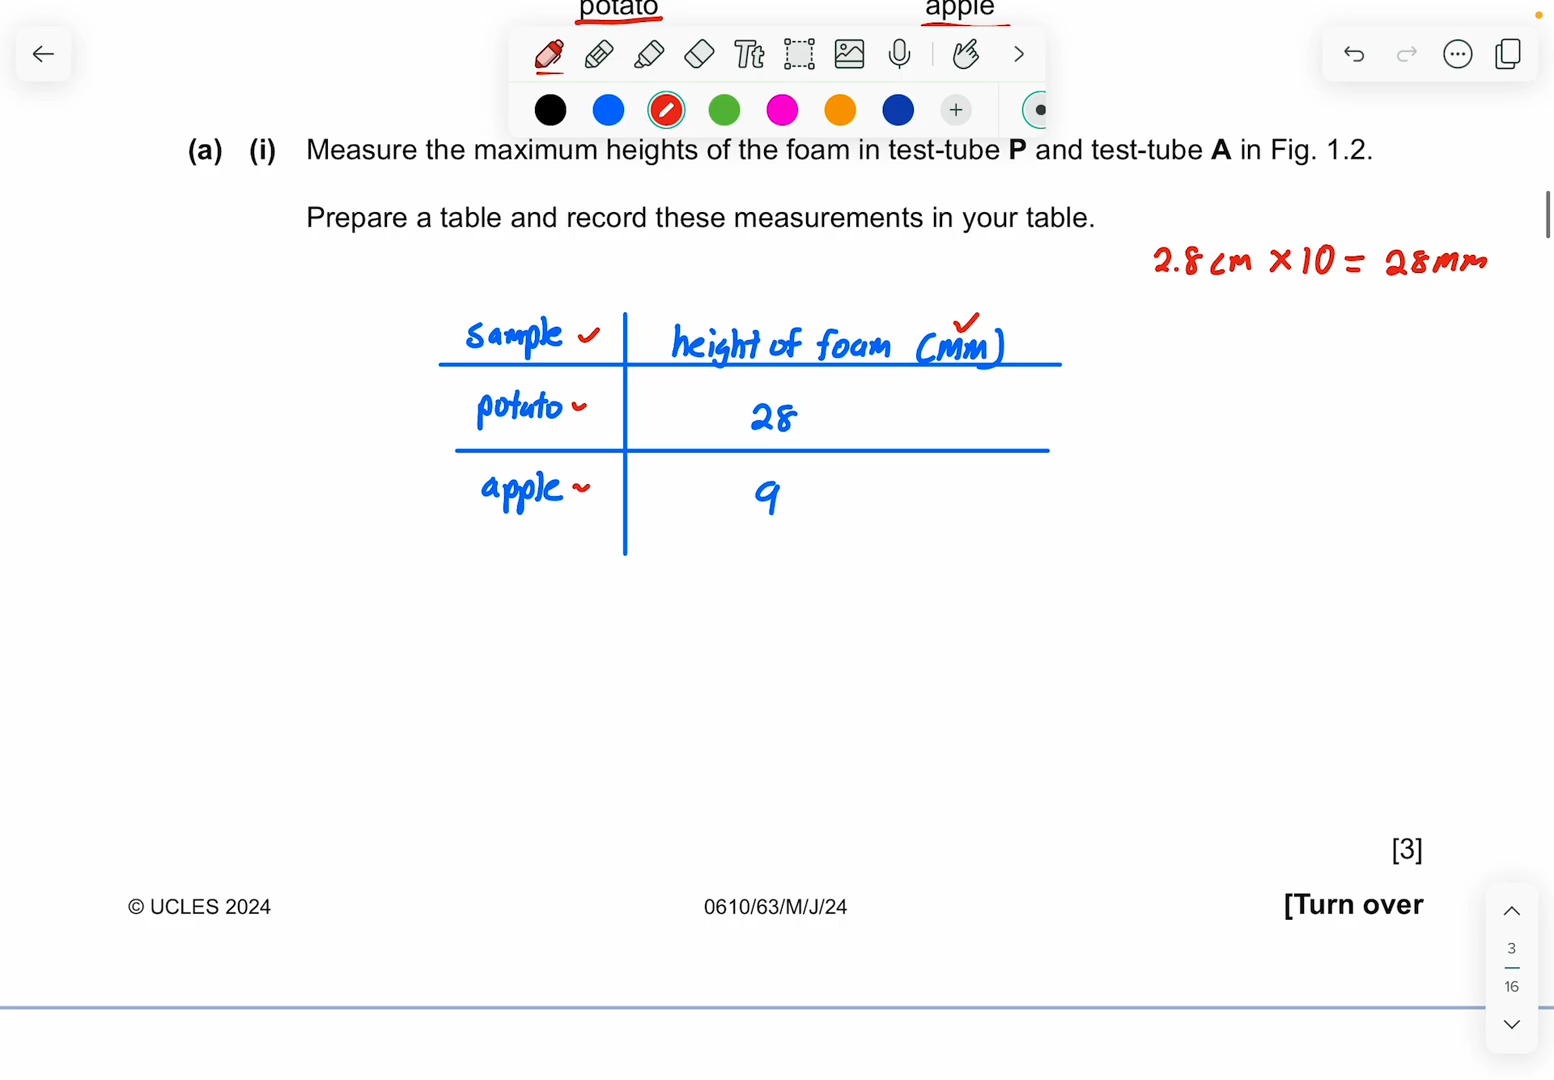 potato apple
Tt
(a) (i) Measure the maximum heights of the foam in test-tube P and test-tube A in Fig. 1.2.
Prepare a table and record these measurements in your table.
2.8 cm × 10 = 28 mm
sample height of foam (mm)
potato 28
apple 9
[3]
© UCLES 2024 0610/63/M/J/24 [Turn over
3
16